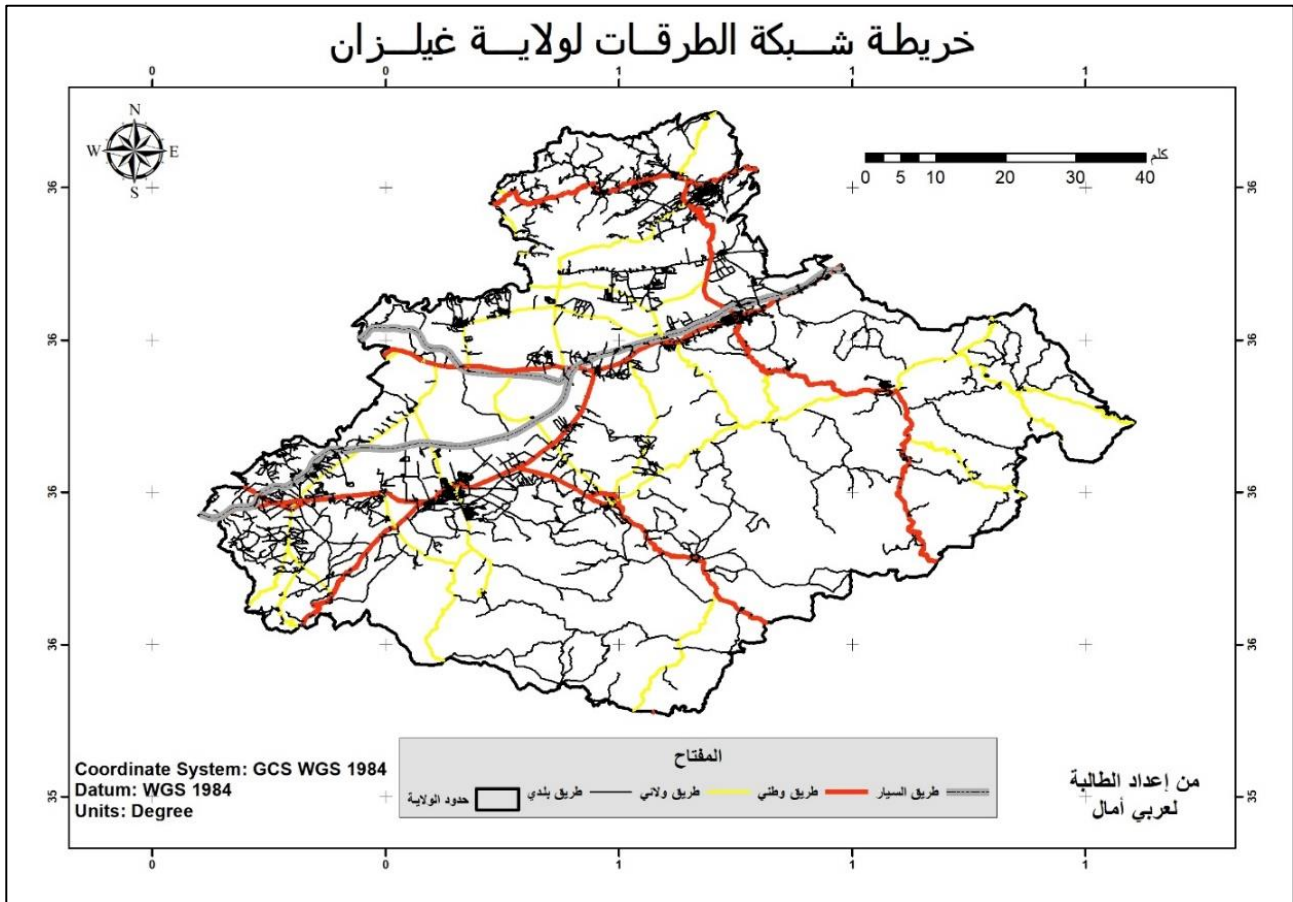 خريطة شبكة الطرقات لولاية غيلـزان
0 0 1 1 1
N
W E
S
كلم
0 5 10 20 30 40
36 36
36 36
36 36
36 36
35 35
المفتاح
طريق السيار طريق وطني طريق ولائي طريق بلدي حدود الولاية
Coordinate System: GCS WGS 1984
Datum: WGS 1984
Units: Degree
من إعداد الطالبة
لعربي أمال
0 0 1 1 1